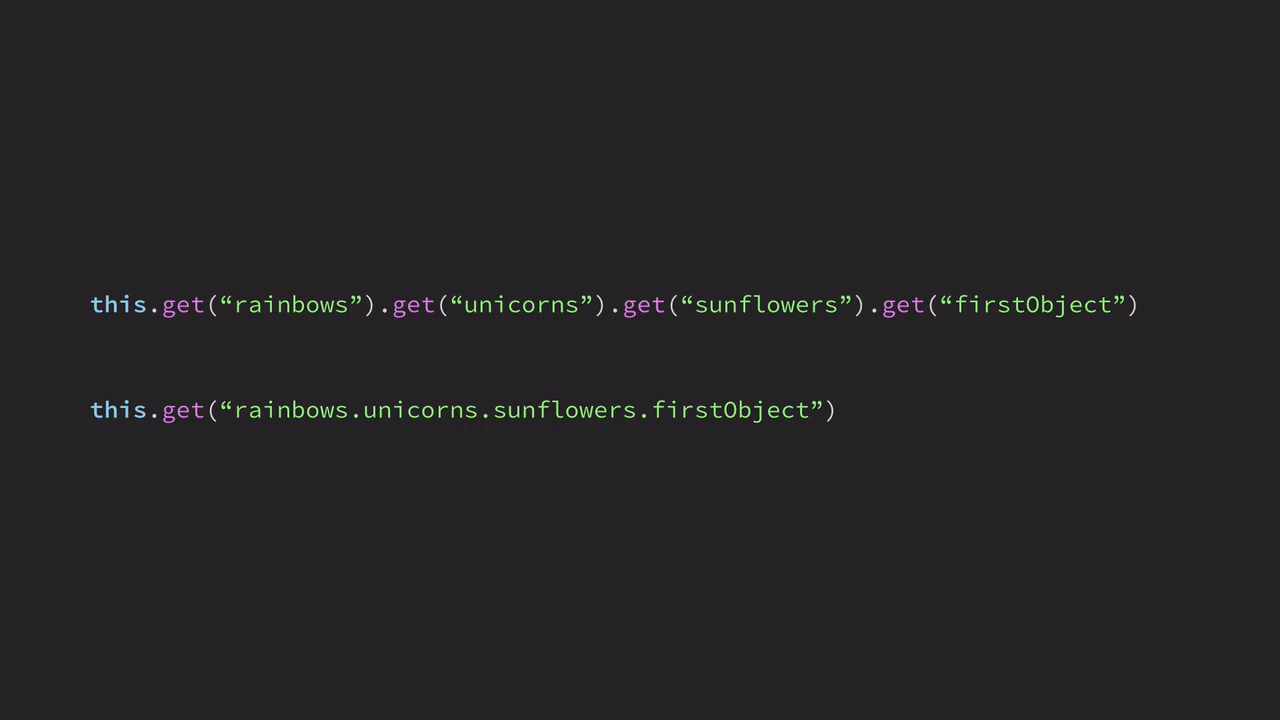 this.get(“rainbows”).get(“unicorns”).get(“sunflowers”).get(“firstObject”)
this.get(“rainbows.unicorns.sunflowers.firstObject”)